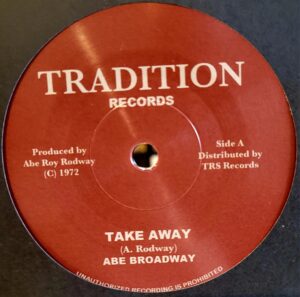 TRADITION
RECORDS
Produced by
Abe Roy Rodway
(C) 1972
Side A
Distributed by
TRS Records
TAKE AWAY
(A. Rodway)
ABE BROADWAY
UNAUTHORIZED RECORDING IS PROHIBITED